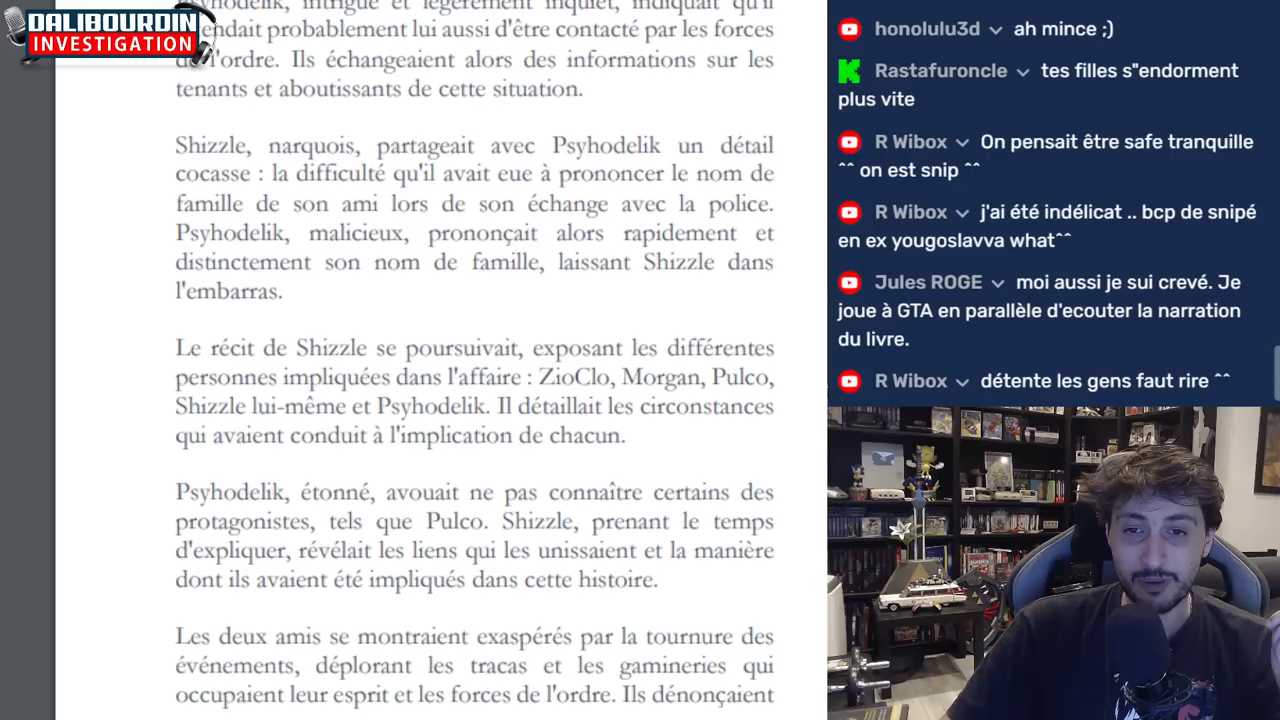 DALIBOURDIN
INVESTIGATION
Psyhodelik, intrigué et légèrement inquiet, indiquait qu'il
probablement lui aussi d'être contacté par les forces
l'ordre. Ils échangeaient alors des informations sur les
tenants et aboutissants de cette situation.
Shizzle, narquois, partageait avec Psyhodelik un détail
cocasse : la difficulté qu'il avait eue à prononcer le nom de
famille de son ami lors de son échange avec la police.
Psyhodelik, malicieux, prononçait alors rapidement et
distinctement son nom de famille, laissant Shizzle dans
l'embarras.
Le récit de Shizzle se poursuivait, exposant les différentes
personnes impliquées dans l'affaire : ZioClo, Morgan, Pulco,
Shizzle lui-même et Psyhodelik. Il détaillait les circonstances
qui avaient conduit à l'implication de chacun.
Psyhodelik, étonné, avouait ne pas connaître certains des
protagonistes, tels que Pulco. Shizzle, prenant le temps
d'expliquer, révélait les liens qui les unissaient et la manière
dont ils avaient été impliqués dans cette histoire.
Les deux amis se montraient exaspérés par la tournure des
événements, déplorant les tracas et les gamineries qui
occupaient leur esprit et les forces de l'ordre. Ils dénonçaient
honolulu3d ah mince ;)
Rastafuroncle tes filles s"endorment
plus vite
R Wibox On pensait être safe tranquille
^^ on est snip ^^
R Wibox j'ai été indélicat .. bcp de snipé
en ex yougoslavva what^^
Jules ROGE moi aussi je sui crevé. Je
joue à GTA en parallèle d'ecouter la narration
du livre.
R Wibox détente les gens faut rire ^^